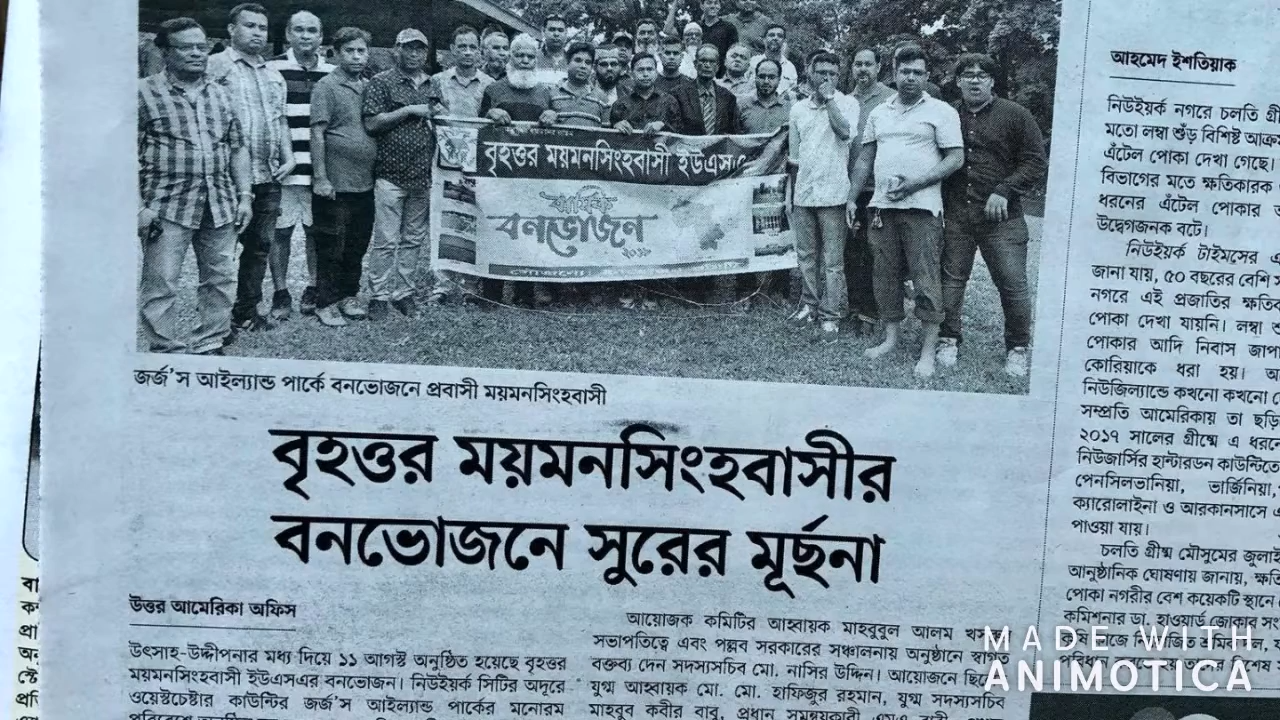 বৃহত্তর ময়মনসিংহবাসী ইউএসএ
বার্ষিক
বনভোজন
জর্জ'স আইল্যান্ড পার্কে বনভোজনে প্রবাসী ময়মনসিংহবাসী
বৃহত্তর ময়মনসিংহবাসীর
বনভোজনে সুরের মূর্ছনা
উত্তর আমেরিকা অফিস
উৎসাহ-উদ্দীপনার মধ্য দিয়ে ১১ আগস্ট অনুষ্ঠিত হয়েছে বৃহত্তর
ময়মনসিংহবাসী ইউএসএর বনভোজন। নিউইয়র্ক সিটির অদূরে
ওয়েস্টচেস্টার কাউন্টির জর্জ'স আইল্যান্ড পার্কের মনোরম
আয়োজক কমিটির আহ্বায়ক মাহবুবুল আলম
সভাপতিত্বে এবং পল্লব সরকারের সঞ্চালনায় অনুষ্ঠানে স্বাগত
বক্তব্য দেন সদস্যসচিব মো. নাসির উদ্দিন। আয়োজনে
যুগ্ম আহ্বায়ক মো. মো. হাফিজুর রহমান, যুগ্ম সদস্যসচিব
মাহবুব কবীর বাবু, প্রধান সমন্বয়কারী
আহমেদ ইশতিয়াক
নিউইয়র্ক নগরে চলতি
মতো লম্বা শুঁড় বিশিষ্ট
এঁটেল পোকা দেখা গেছে।
বিভাগের মতে ক্ষতিকারক
ধরনের এঁটেল পোকার
উদ্বেগজনক বটে।
নিউইয়র্ক টাইমসের
জানা যায়, ৫০ বছরের বেশি
নগরে এই প্রজাতির
পোকা দেখা যায়নি। লম্বা
পোকার আদি নিবাস
কোরিয়াকে ধরা হয়।
নিউজিল্যান্ডে কখনো কখনো
সম্প্রতি আমেরিকায় তা
২০১৭ সালের গ্রীষ্মে এ
নিউজার্সির হান্টারডন কাউন্টিতে
পেনসিলভানিয়া, ভার্জিনিয়া,
ক্যারোলাইনা ও আরকানসাসে
পাওয়া যায়।
চলতি গ্রীষ্ম মৌসুমের
আনুষ্ঠানিক ঘোষণায় জানায়,
পোকা নগরীর বেশ কয়েকটি স্থানে
কমিশনার ডা. হাওয়ার্ড জোকার
MADE WITH
ANIMOTICA